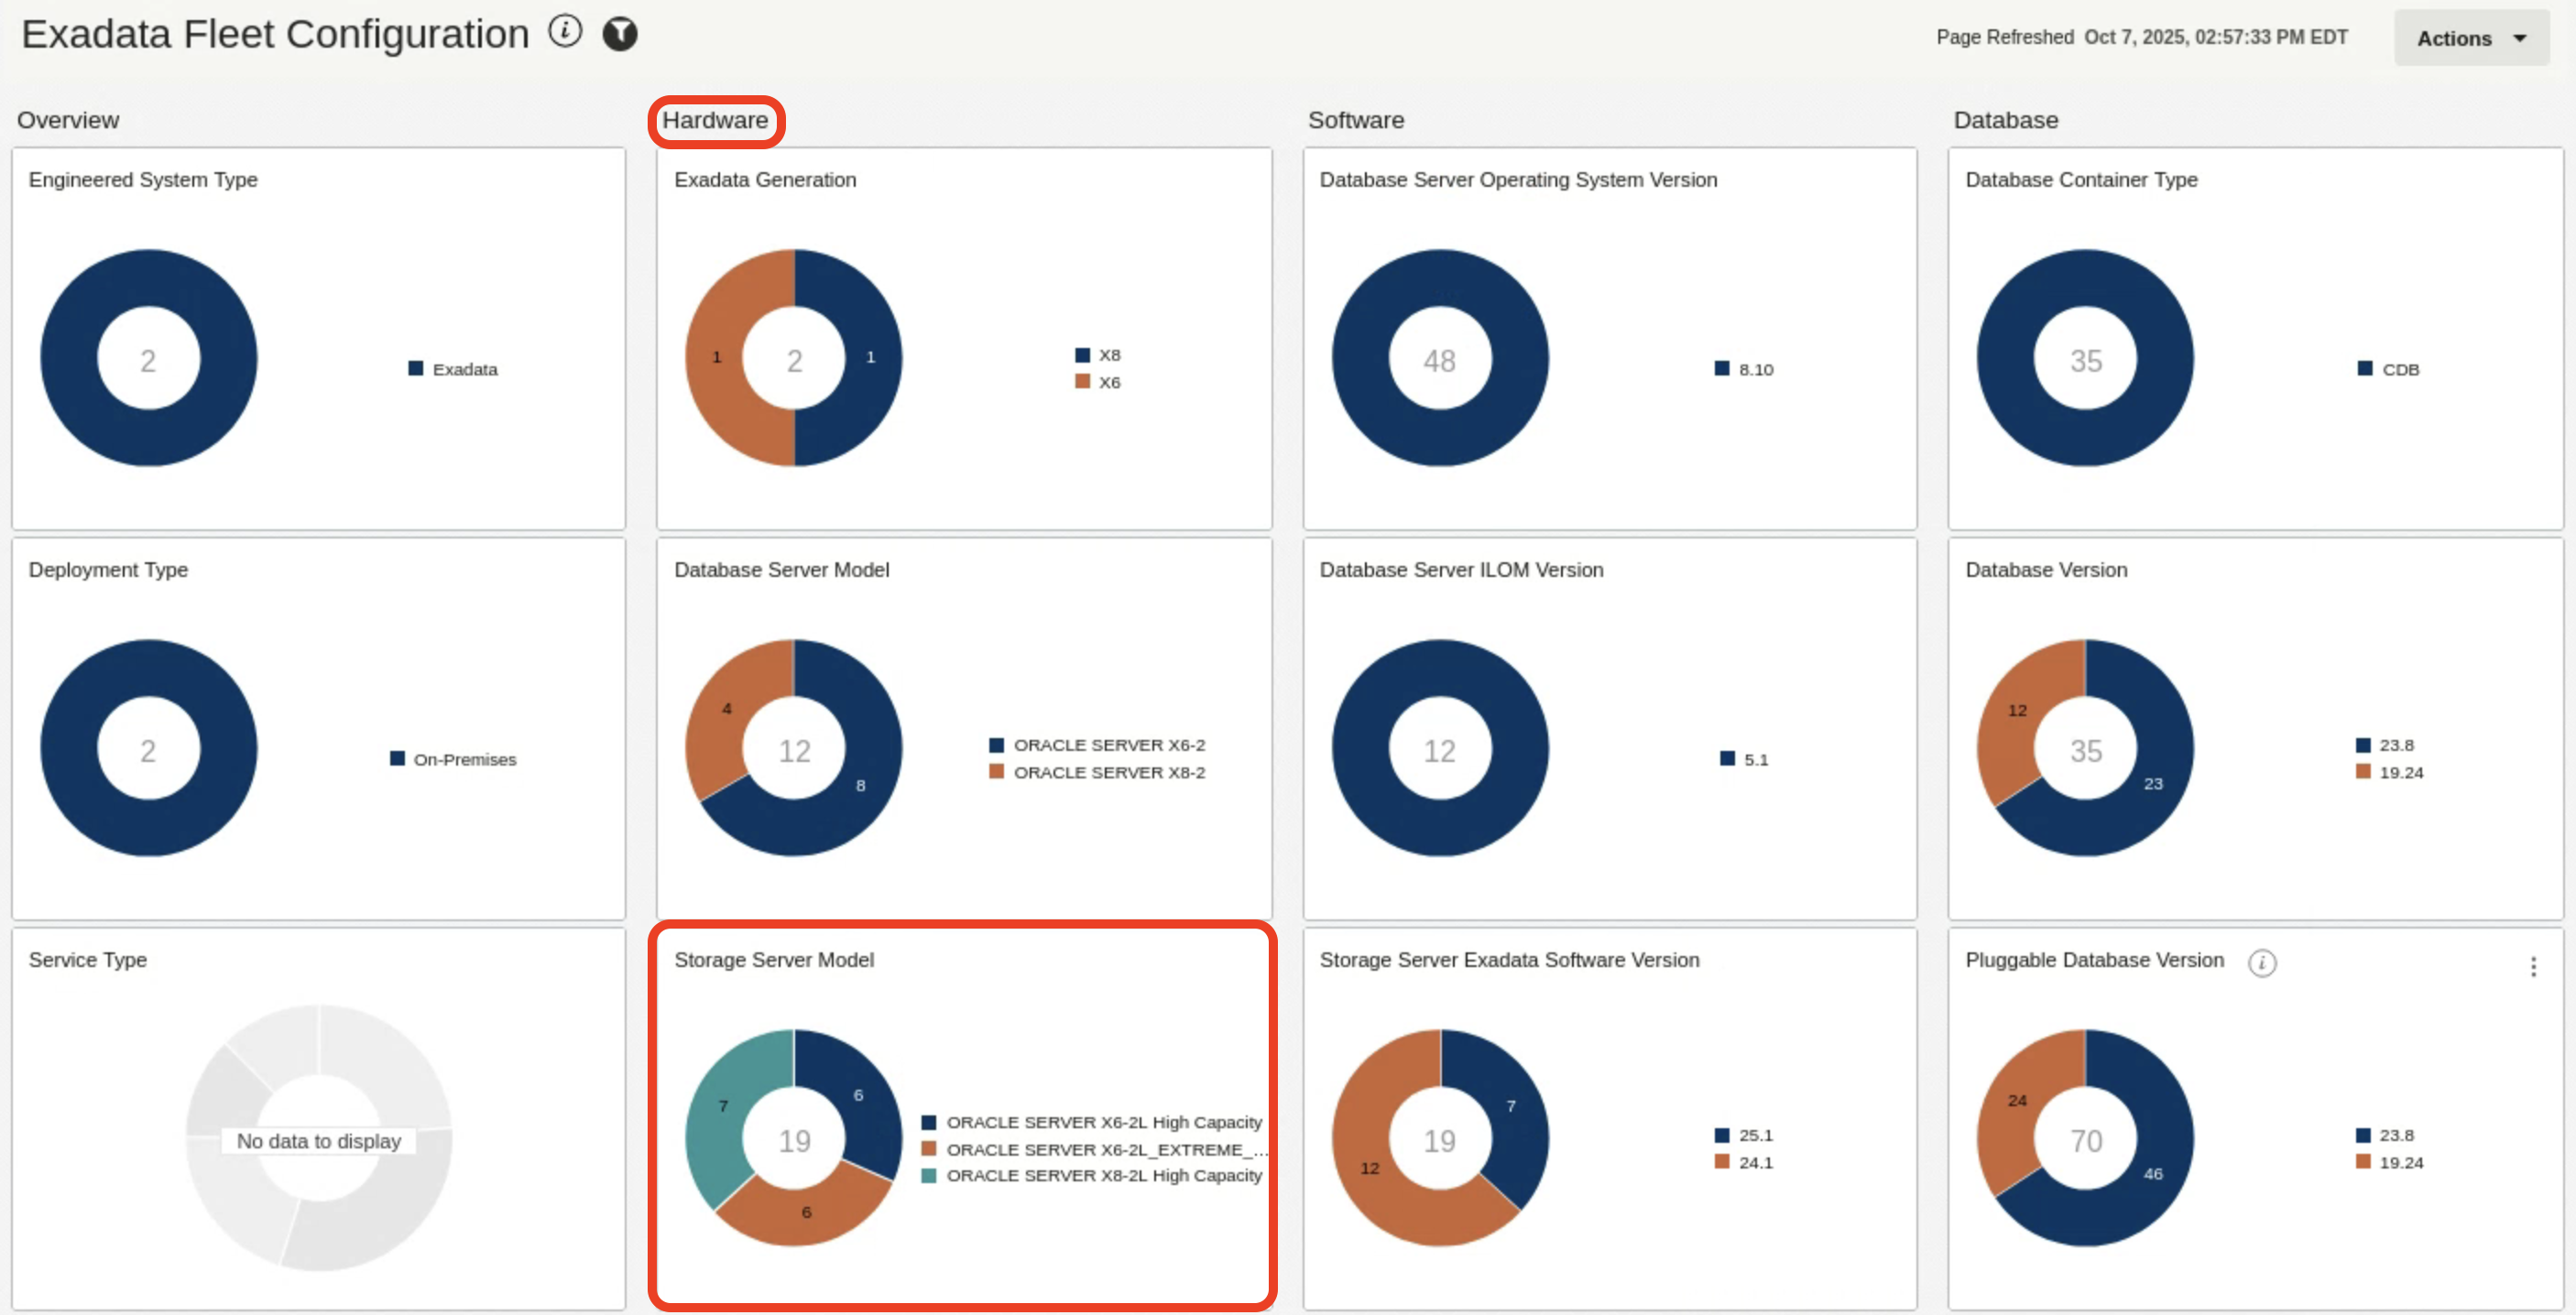 Exadata Fleet Configuration
Page Refreshed Oct 7, 2025, 02:57:33 PM EDT
Actions
Overview
Engineered System Type
2
Exadata
Deployment Type
2
On-Premises
Service Type
No data to display
Hardware
Exadata Generation
1
2
1
X8
X6
Database Server Model
4
12
8
ORACLE SERVER X6-2
ORACLE SERVER X8-2
Storage Server Model
7
6
19
6
ORACLE SERVER X6-2L High Capacity
ORACLE SERVER X6-2L_EXTREME_...
ORACLE SERVER X8-2L High Capacity
Software
Database Server Operating System Version
48
8.10
Database Server ILOM Version
12
5.1
Storage Server Exadata Software Version
7
19
12
25.1
24.1
Database
Database Container Type
35
CDB
Database Version
12
35
23
23.8
19.24
Pluggable Database Version
24
70
46
23.8
19.24